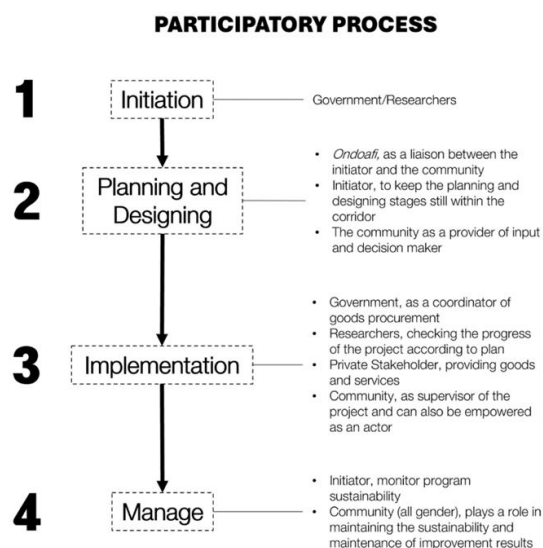 PARTICIPATORY PROCESS
1
Initiation
Government/Researchers
2
Planning and
Designing
• Ondoafi, as a liaison between the
initiator and the community
• Initiator, to keep the planning and
designing stages still within the
corridor
• The community as a provider of input
and decision maker
3
Implementation
• Government, as a coordinator of
goods procurement
• Researchers, checking the progress
of the project according to plan
• Private Stakeholder, providing goods
and services
• Community, as supervisor of the
project and can also be empowered
as an actor
4
Manage
• Initiator, monitor program
sustainability
• Community (all gender), plays a role in
maintaining the sustainability and
maintenance of improvement results